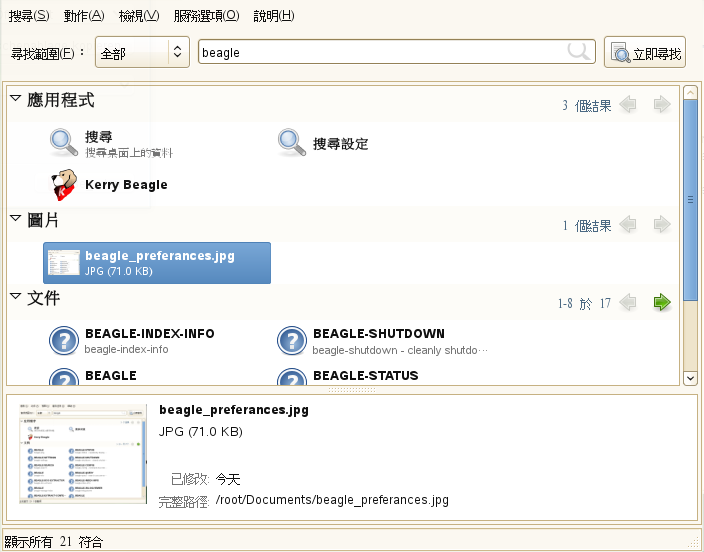 搜尋(S) 動作(A) 檢視(V) 服務選項(O) 說明(H)
尋找範圍(F)： 全部 beagle 立即尋找
應用程式 3 個結果
搜尋
搜尋桌面上的資料
搜尋設定
Kerry Beagle
圖片 1 個結果
beagle_preferances.jpg
JPG (71.0 KB)
文件 1-8 於 17
BEAGLE-INDEX-INFO
beagle-index-info
BEAGLE-SHUTDOWN
beagle-shutdown - cleanly shutdo…
BEAGLE
BEAGLE-STATUS
beagle_preferances.jpg
JPG (71.0 KB)
已修改: 今天
完整路徑: /root/Documents/beagle_preferances.jpg
顯示所有 21 符合